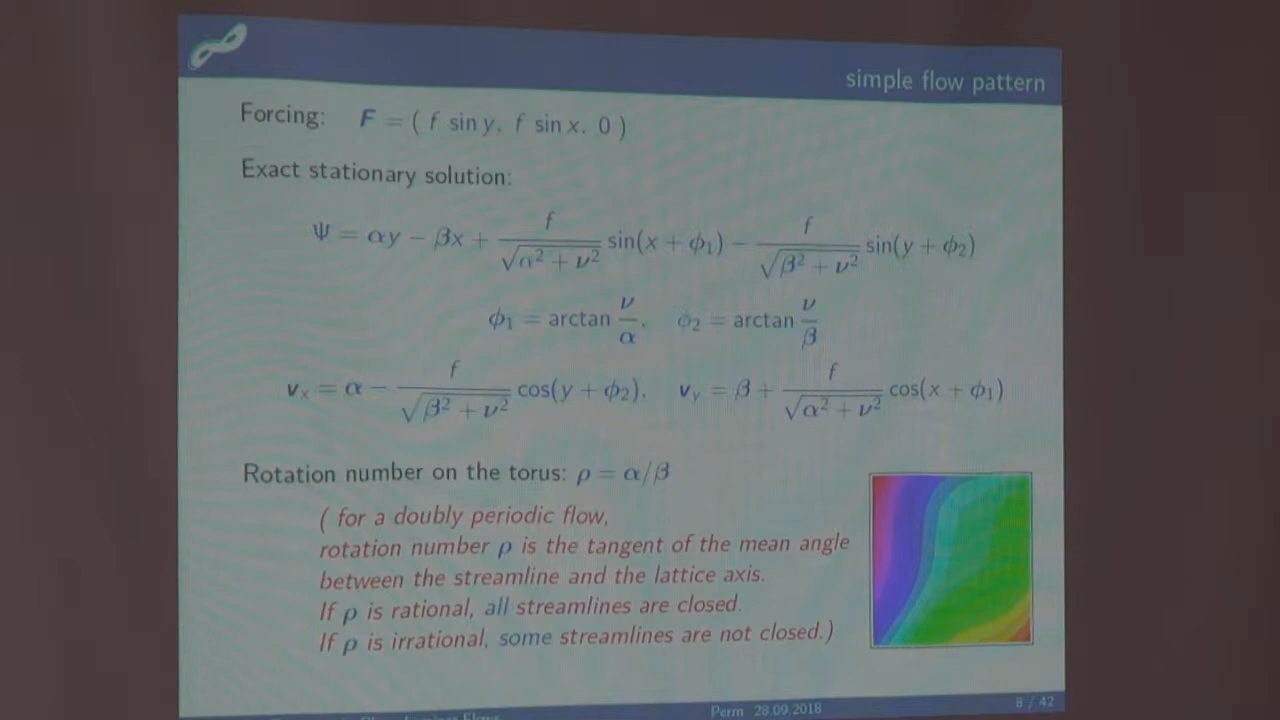 simple flow pattern
Forcing: F = ( f sin y, f sin x, 0 )
Exact stationary solution:
Ψ = αy − βx + f/√(α² + ν²) sin(x + ϕ₁) − f/√(β² + ν²) sin(y + ϕ₂)
ϕ₁ = arctan ν/α, ϕ₂ = arctan ν/β
vₓ = α − f/√(β² + ν²) cos(y + ϕ₂), v_y = β + f/√(α² + ν²) cos(x + ϕ₁)
Rotation number on the torus: ρ = α/β
( for a doubly periodic flow,
rotation number ρ is the tangent of the mean angle
between the streamline and the lattice axis.
If ρ is rational, all streamlines are closed.
If ρ is irrational, some streamlines are not closed.)
Perm 28.09.2018 8 / 42